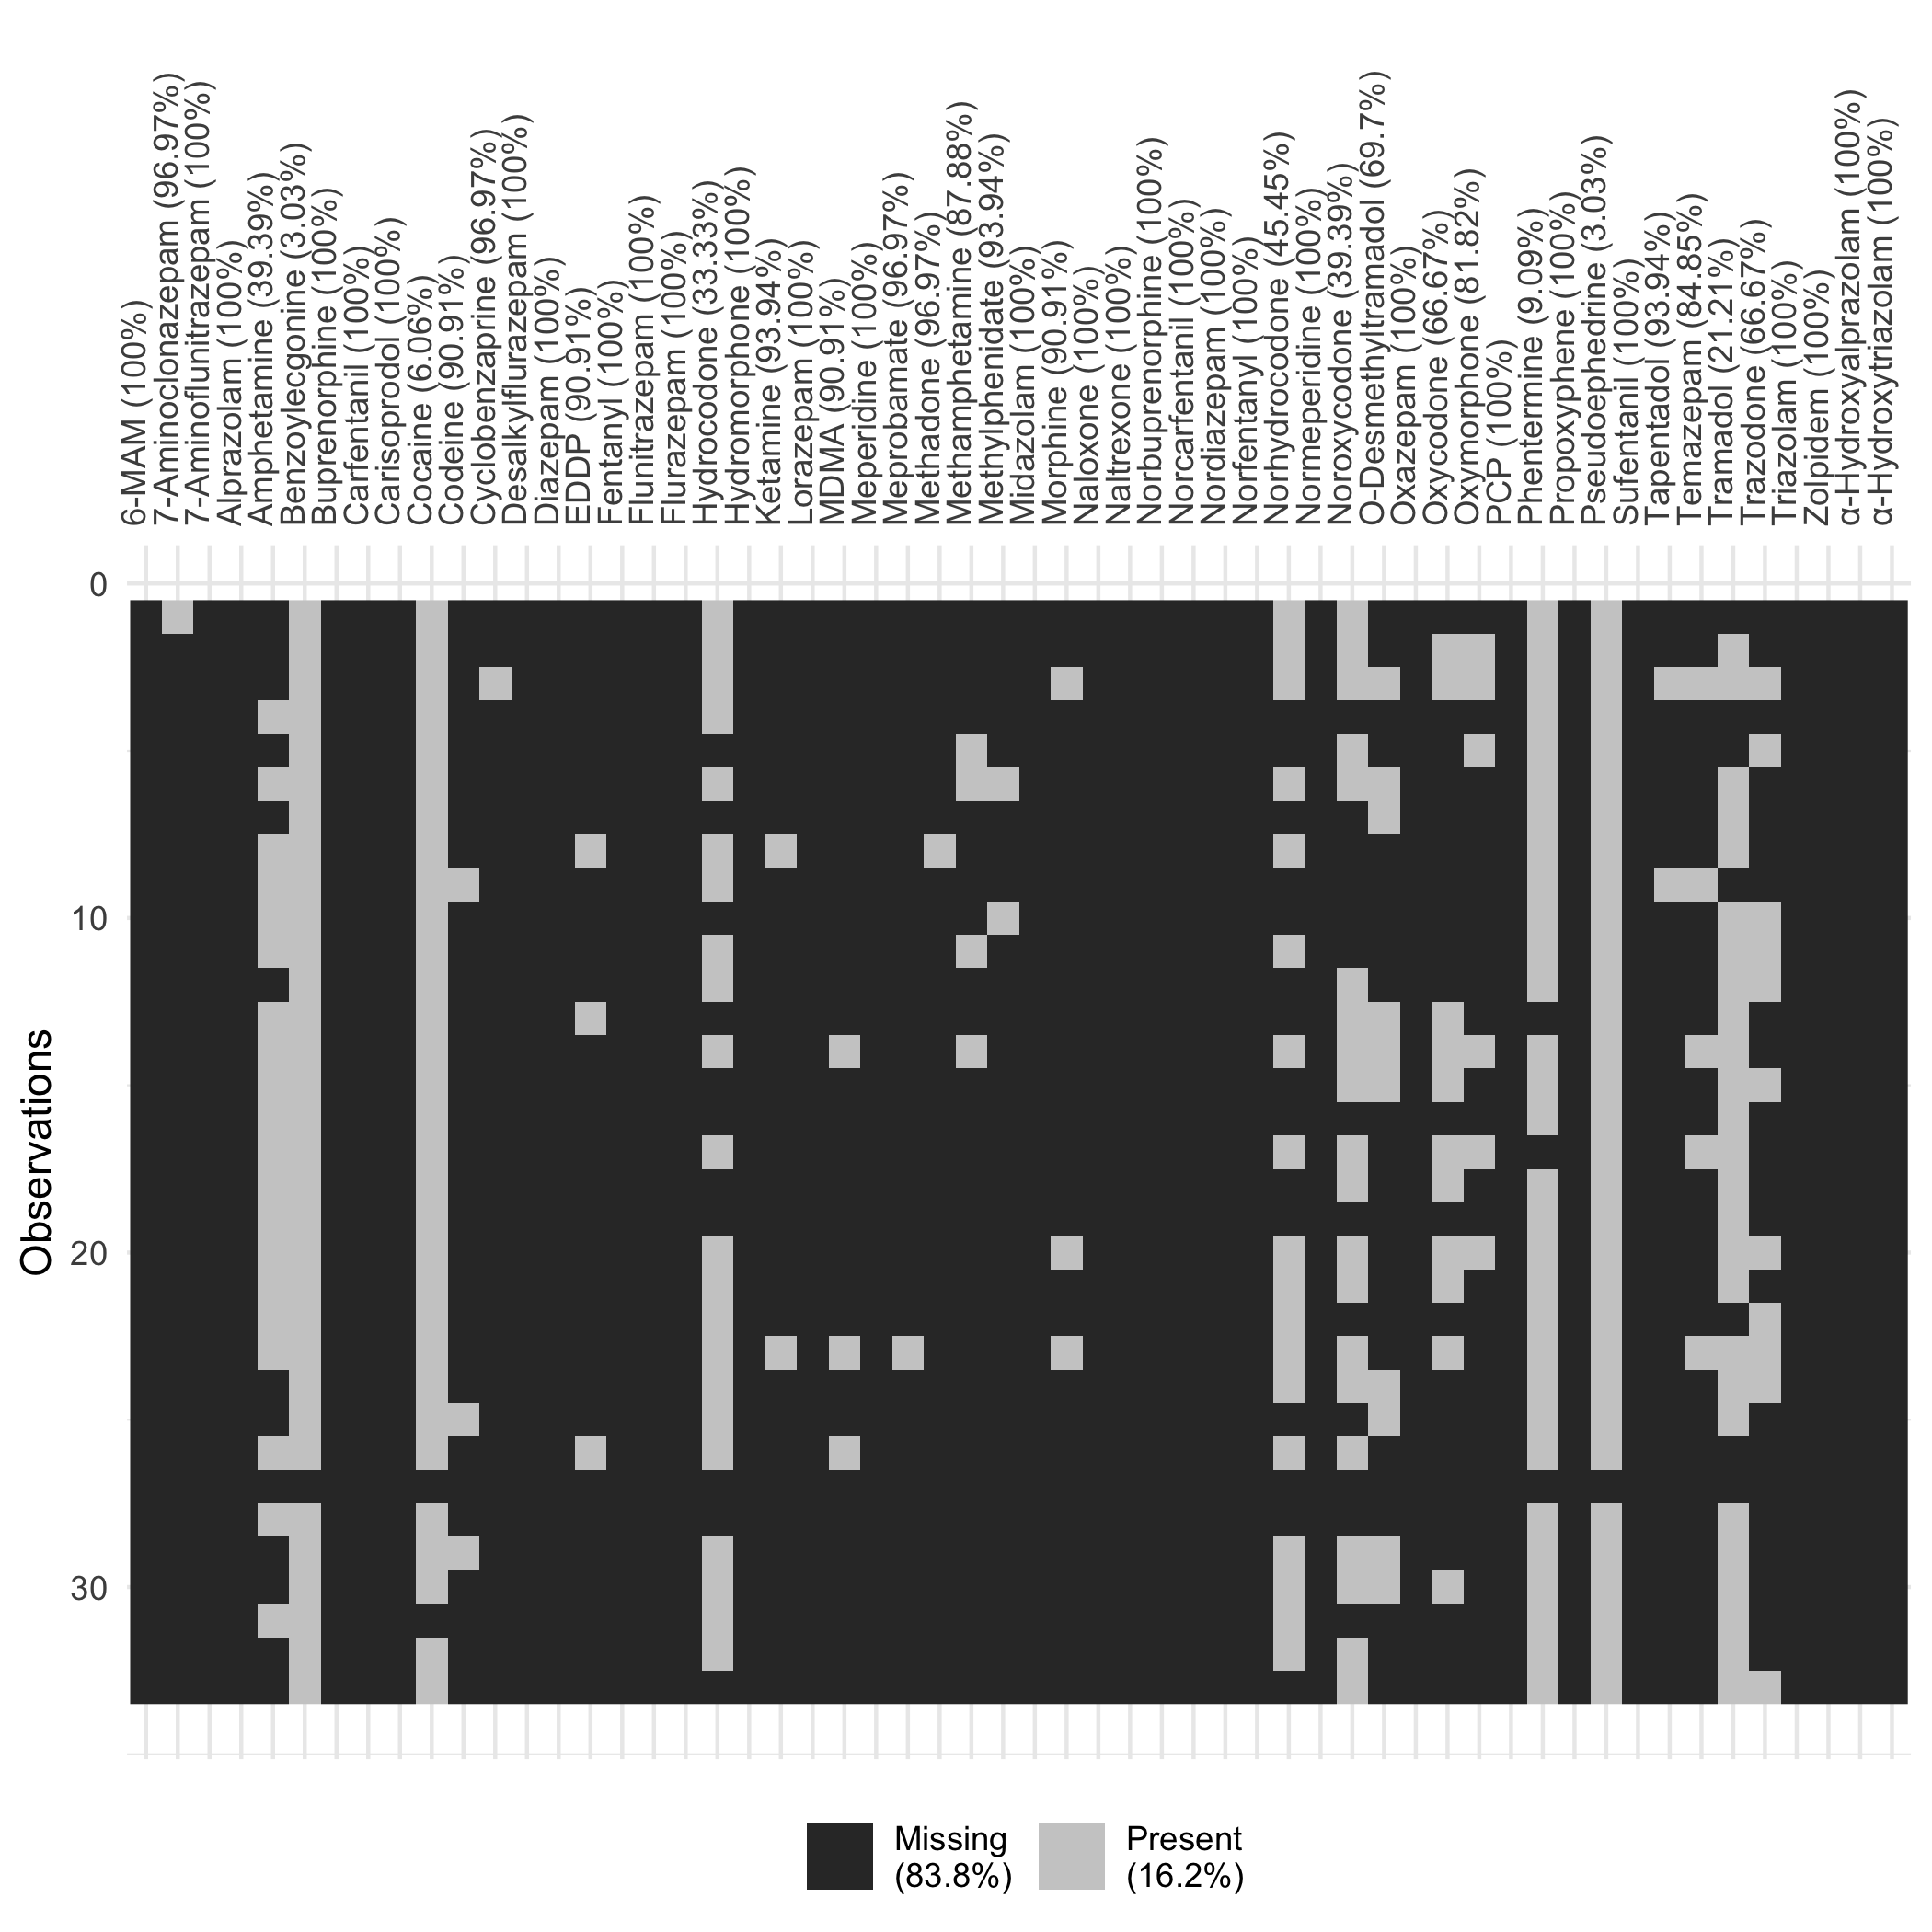 6-MAM (100%)
7-Aminoclonazepam (96.97%)
7-Aminoflunitrazepam (100%)
Alprazolam (100%)
Amphetamine (39.39%)
Benzoylecgonine (3.03%)
Buprenorphine (100%)
Carfentanil (100%)
Carisoprodol (100%)
Cocaine (6.06%)
Codeine (90.91%)
Cyclobenzaprine (96.97%)
Desalkylflurazepam (100%)
Diazepam (100%)
EDDP (90.91%)
Fentanyl (100%)
Flunitrazepam (100%)
Flurazepam (100%)
Hydrocodone (33.33%)
Hydromorphone (100%)
Ketamine (93.94%)
Lorazepam (100%)
MDMA (90.91%)
Meperidine (100%)
Meprobamate (96.97%)
Methadone (96.97%)
Methamphetamine (87.88%)
Methylphenidate (93.94%)
Midazolam (100%)
Morphine (90.91%)
Naloxone (100%)
Naltrexone (100%)
Norbuprenorphine (100%)
Norcarfentanil (100%)
Nordiazepam (100%)
Norfentanyl (100%)
Norhydrocodone (45.45%)
Normeperidine (100%)
Noroxycodone (39.39%)
O-Desmethyltramadol (69.7%)
Oxazepam (100%)
Oxycodone (66.67%)
Oxymorphone (81.82%)
PCP (100%)
Phentermine (9.09%)
Propoxyphene (100%)
Pseudoephedrine (3.03%)
Sufentanil (100%)
Tapentadol (93.94%)
Temazepam (84.85%)
Tramadol (21.21%)
Trazodone (66.67%)
Triazolam (100%)
Zolpidem (100%)
α-Hydroxyalprazolam (100%)
α-Hydroxytriazolam (100%)
0
10
20
30
Observations
Missing
(83.8%)
Present
(16.2%)